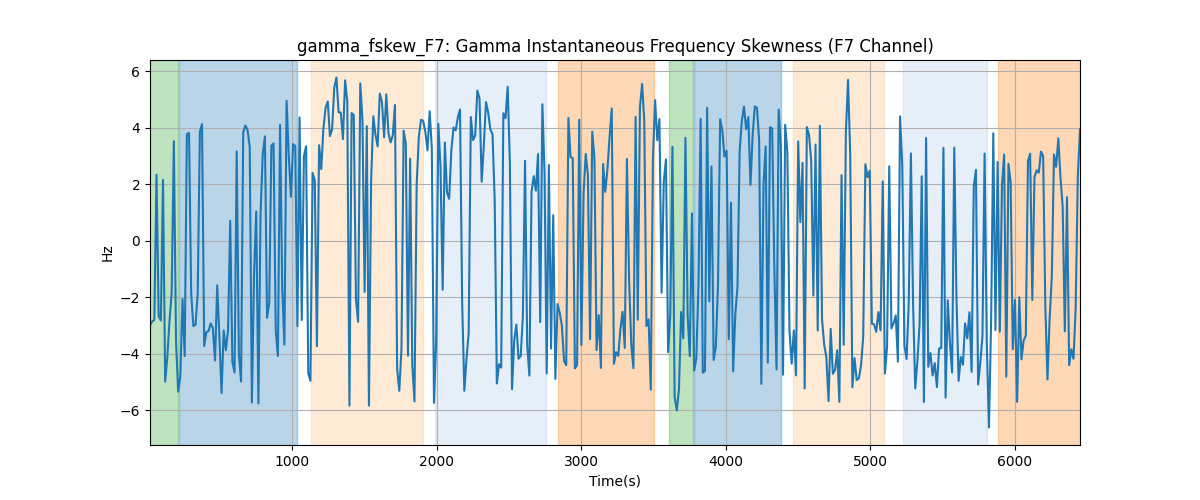 gamma_fskew_F7: Gamma Instantaneous Frequency Skewness (F7 Channel)
6
4
2
0
−2
−4
−6
Hz
1000 2000 3000 4000 5000 6000
Time(s)